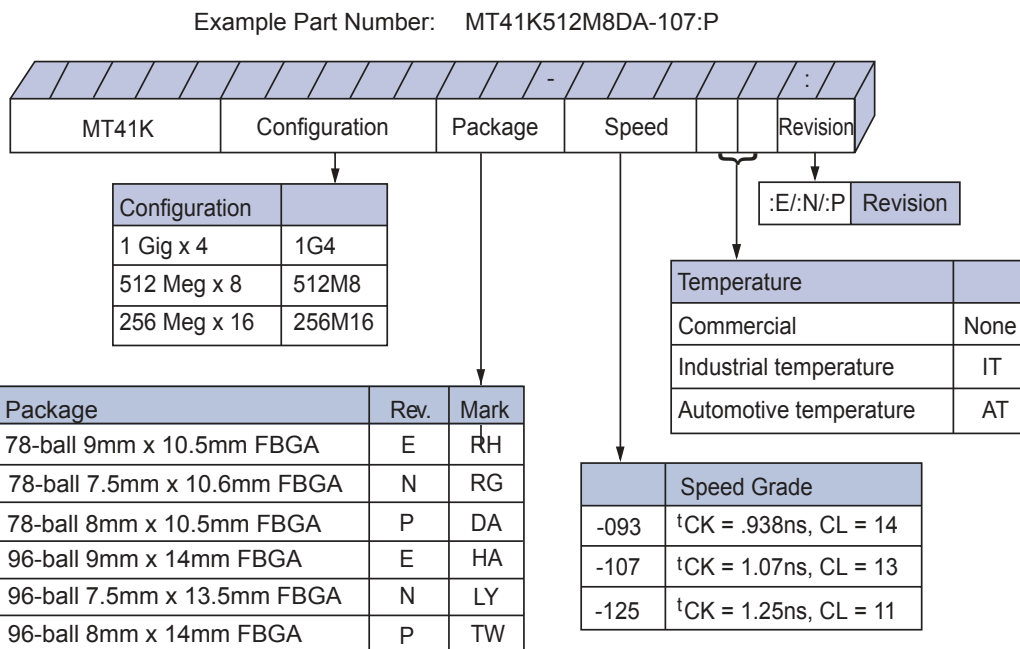 Example Part Number: MT41K512M8DA-107:P
- :
MT41K Configuration Package Speed Revision
Configuration
1 Gig x 4 1G4
512 Meg x 8 512M8
256 Meg x 16 256M16
:E/:N/:P Revision
Temperature
Commercial None
Industrial temperature IT
Automotive temperature AT
Package Rev. Mark
78-ball 9mm x 10.5mm FBGA E RH
78-ball 7.5mm x 10.6mm FBGA N RG
78-ball 8mm x 10.5mm FBGA P DA
96-ball 9mm x 14mm FBGA E HA
96-ball 7.5mm x 13.5mm FBGA N LY
96-ball 8mm x 14mm FBGA P TW
Speed Grade
-093 tCK = .938ns, CL = 14
-107 tCK = 1.07ns, CL = 13
-125 tCK = 1.25ns, CL = 11